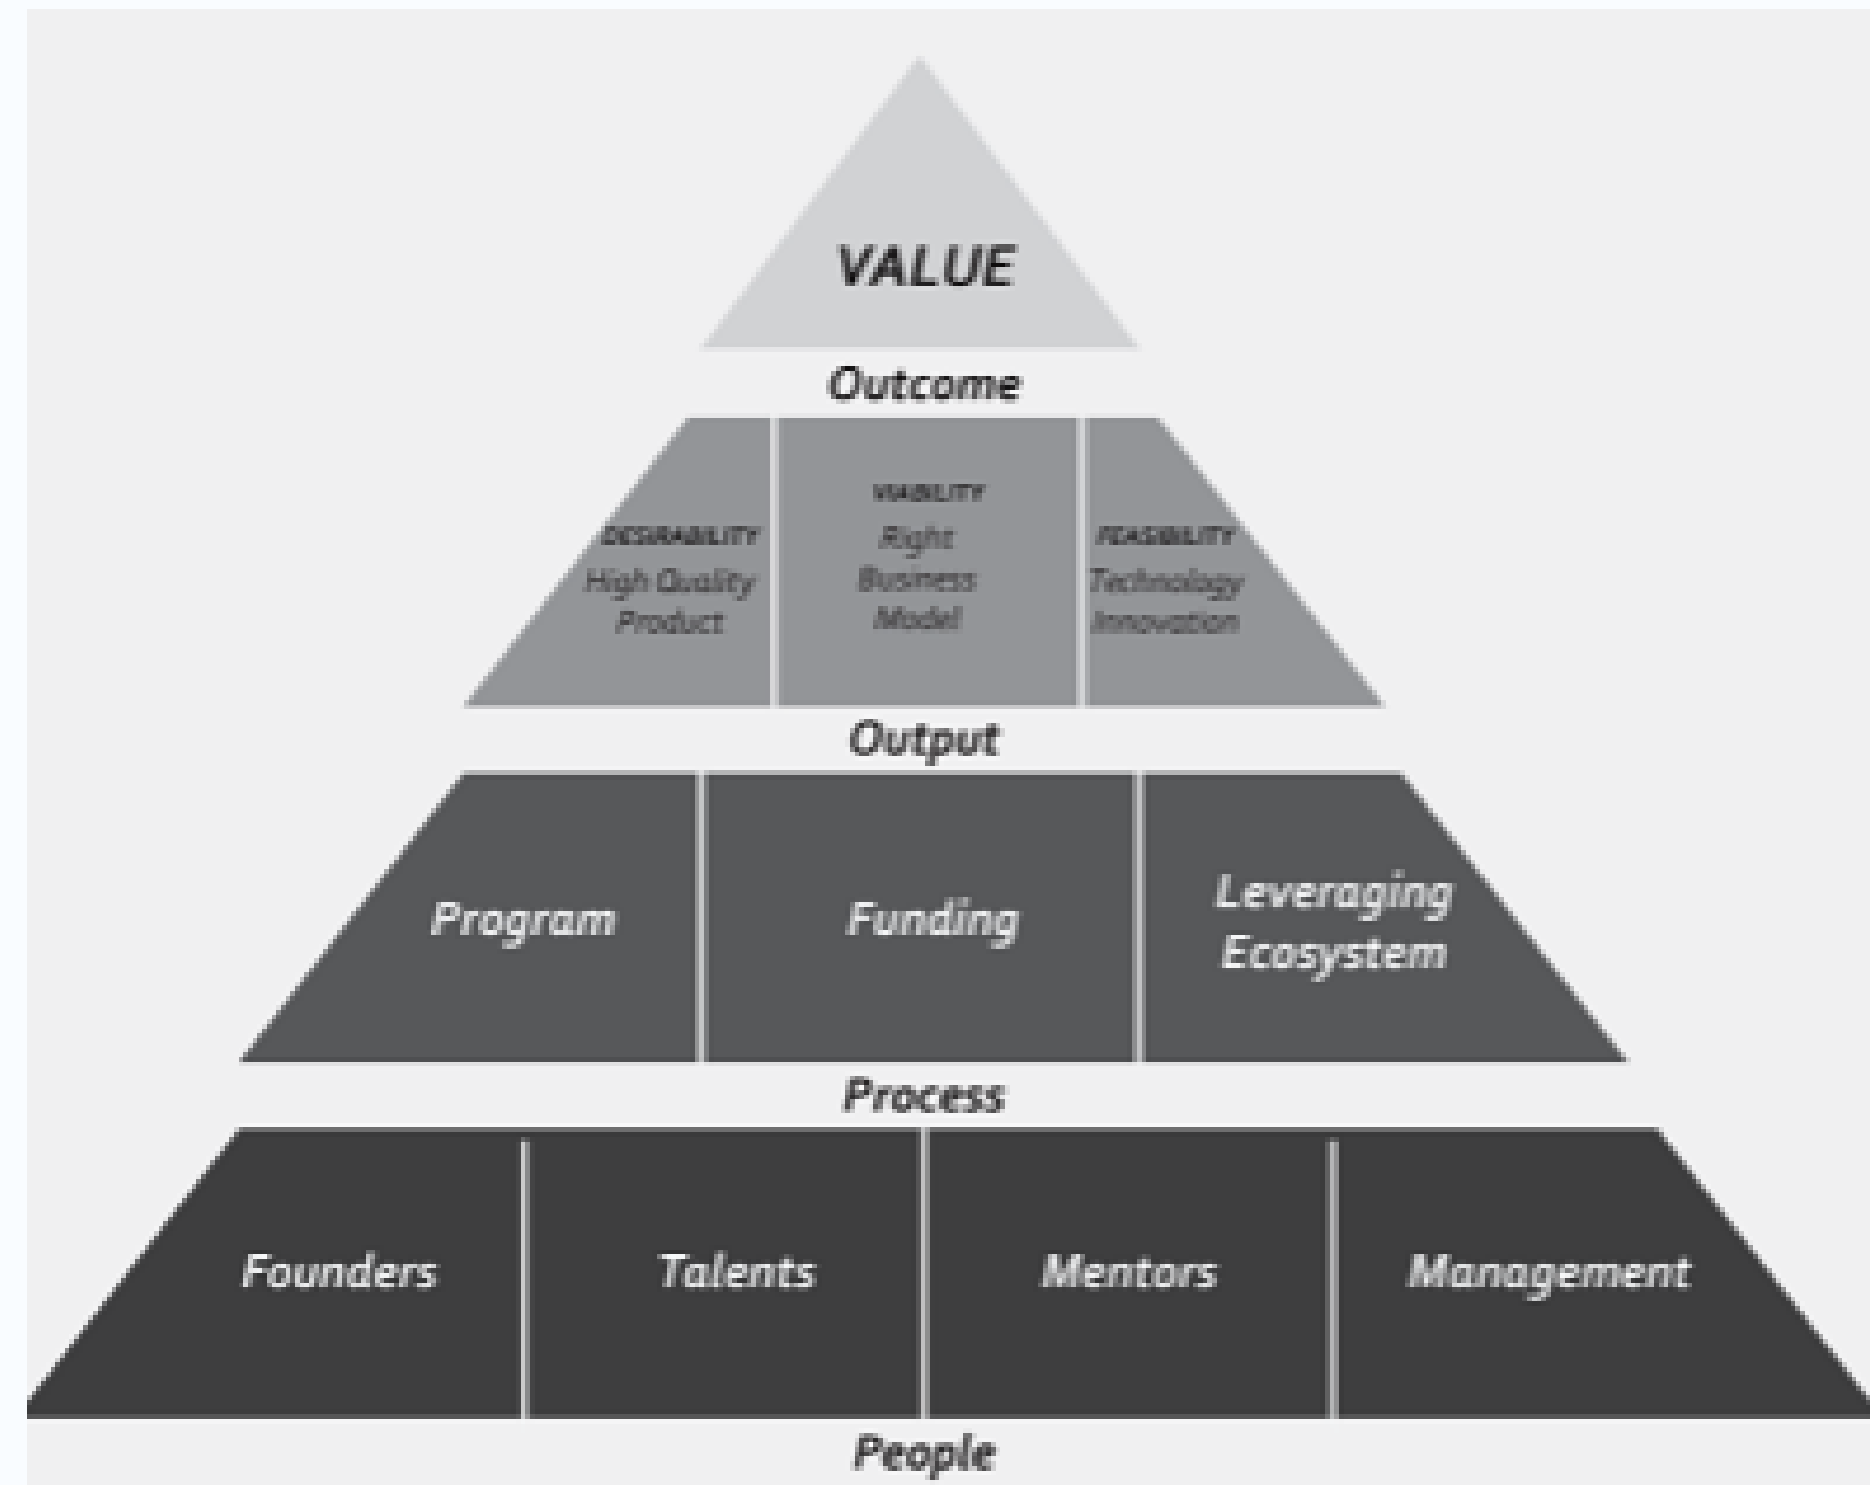 VALUE
Outcome
DESIRABILITY
High Quality
Product
VIABILITY
Right
Business
Model
FEASIBILITY
Technology
Innovation
Output
Program
Funding
Leveraging
Ecosystem
Process
Founders
Talents
Mentors
Management
People